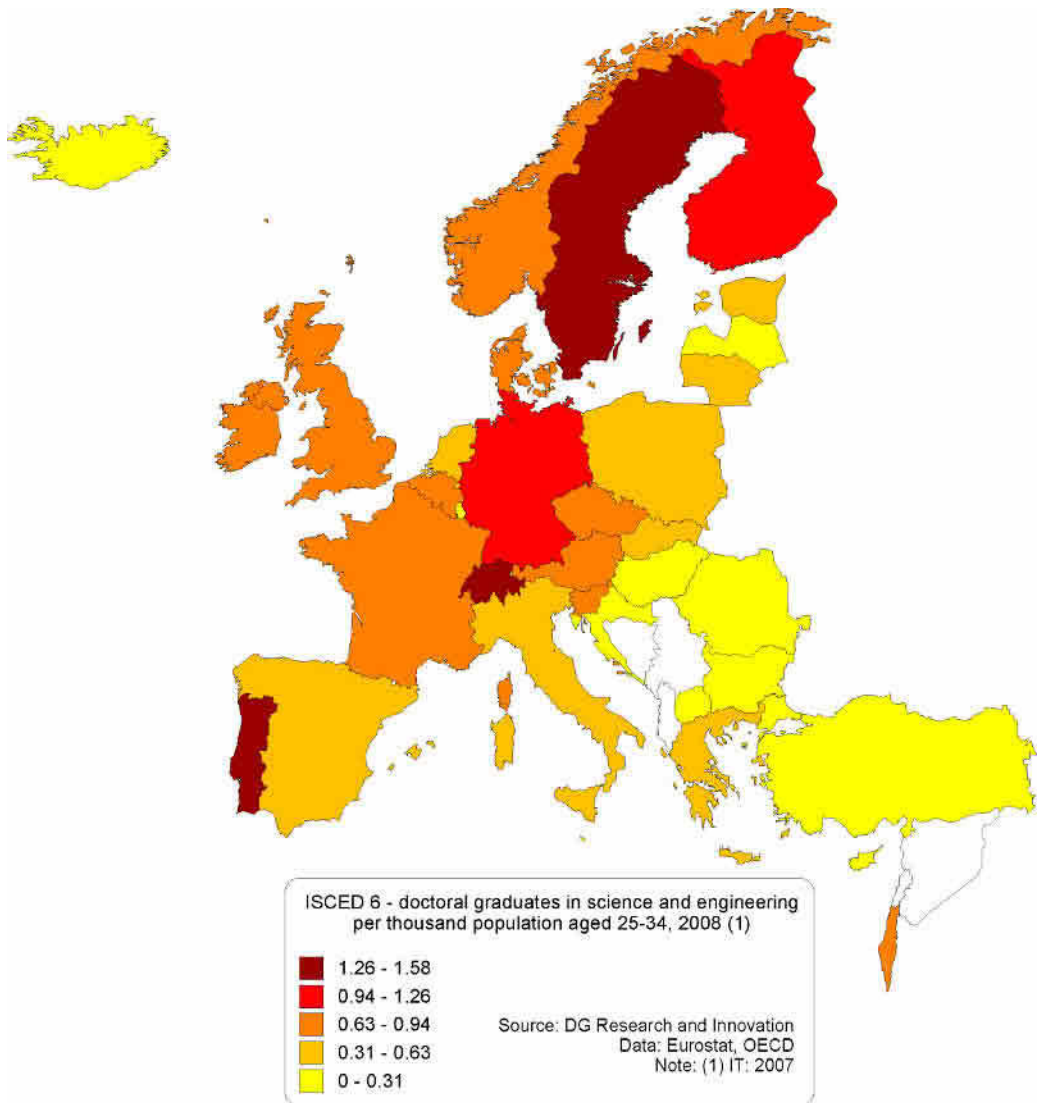 ISCED 6 - doctoral graduates in science and engineering
per thousand population aged 25-34, 2008 (1)
1.26 - 1.58
0.94 - 1.26
0.63 - 0.94
0.31 - 0.63
0 - 0.31
Source: DG Research and Innovation
Data: Eurostat, OECD
Note: (1) IT: 2007